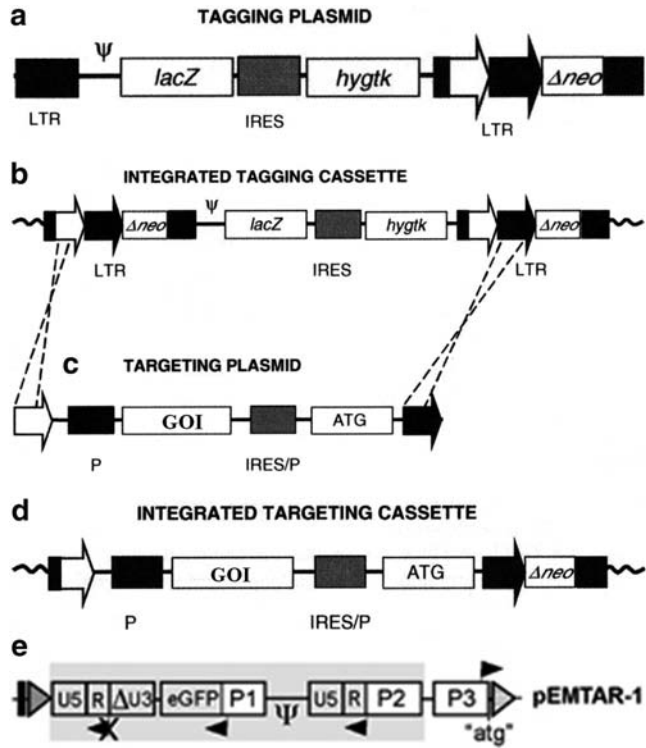 a TAGGING PLASMID
Ψ
lacZ hygtk Δneo
LTR IRES LTR
b INTEGRATED TAGGING CASSETTE
Ψ
Δneo lacZ hygtk Δneo
LTR IRES LTR
c TARGETING PLASMID
GOI ATG
P IRES/P
d INTEGRATED TARGETING CASSETTE
GOI ATG Δneo
P IRES/P
e
U5 R ΔU3 eGFP P1 Ψ U5 R P2 P3 pEMTAR-1
"atg"